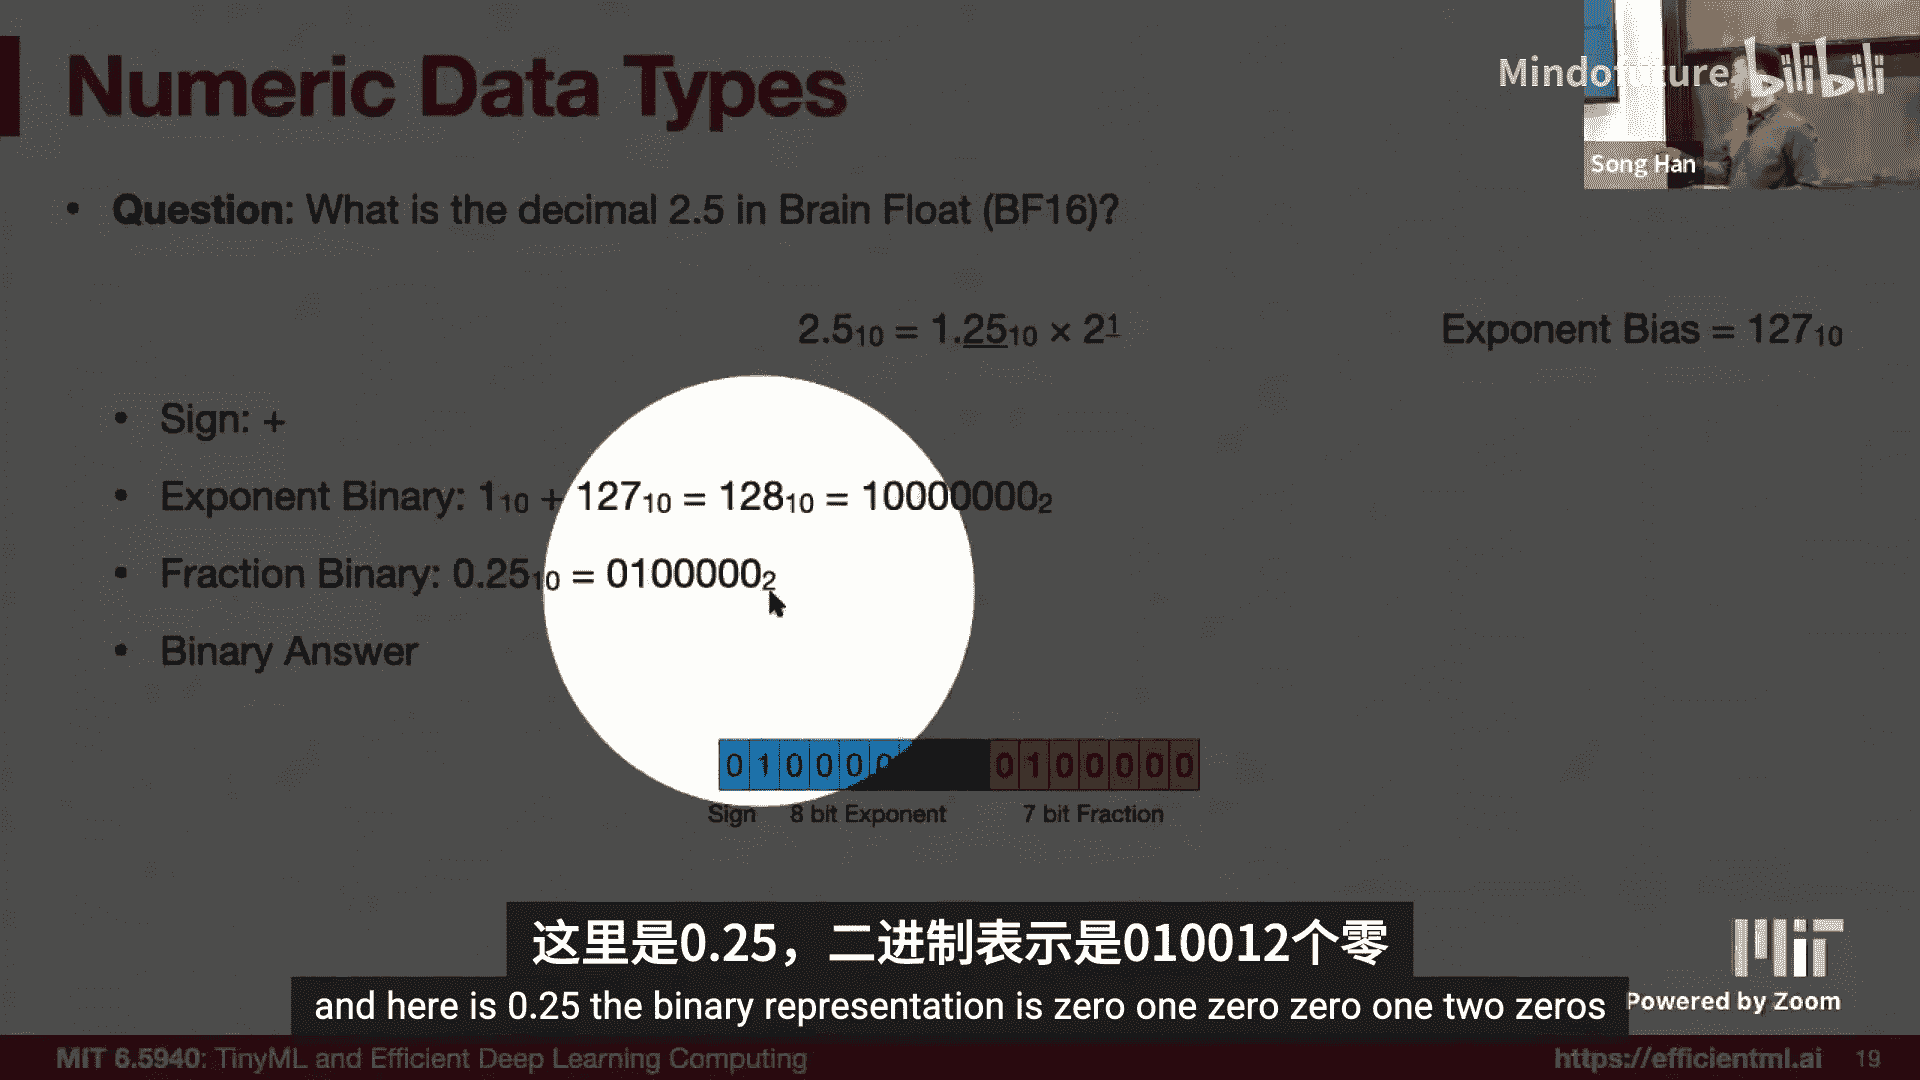 Numeric Data Types
Mindofuture
bilibili
Song Han
• Question: What is the decimal 2.5 in Brain Float (BF16)?
2.5₁₀ = 1.25₁₀ × 2¹
Exponent Bias = 127₁₀
• Sign: +
• Exponent Binary: 1₁₀ + 127₁₀ = 128₁₀ = 10000000₂
• Fraction Binary: 0.25₁₀ = 0100000₂
• Binary Answer
0 1 0 0 0 0 0 1 0 0 0 0 0
Sign 8 bit Exponent 7 bit Fraction
这里是0.25，二进制表示是010012个零
and here is 0.25 the binary representation is zero one zero zero one two zeros
MIT
Powered by Zoom
MIT 6.5940: TinyML and Efficient Deep Learning Computing
https://efficientml.ai 19